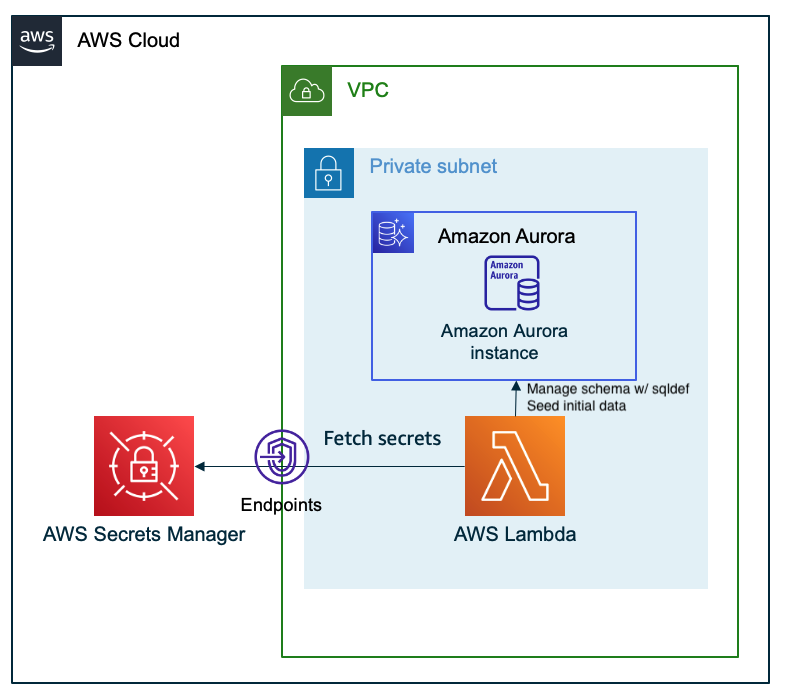 aws
AWS Cloud
VPC
Private subnet
Amazon Aurora
Amazon
Aurora
Amazon Aurora
instance
Manage schema w/ sqldef
Seed initial data
Fetch secrets
Endpoints
AWS Secrets Manager
AWS Lambda